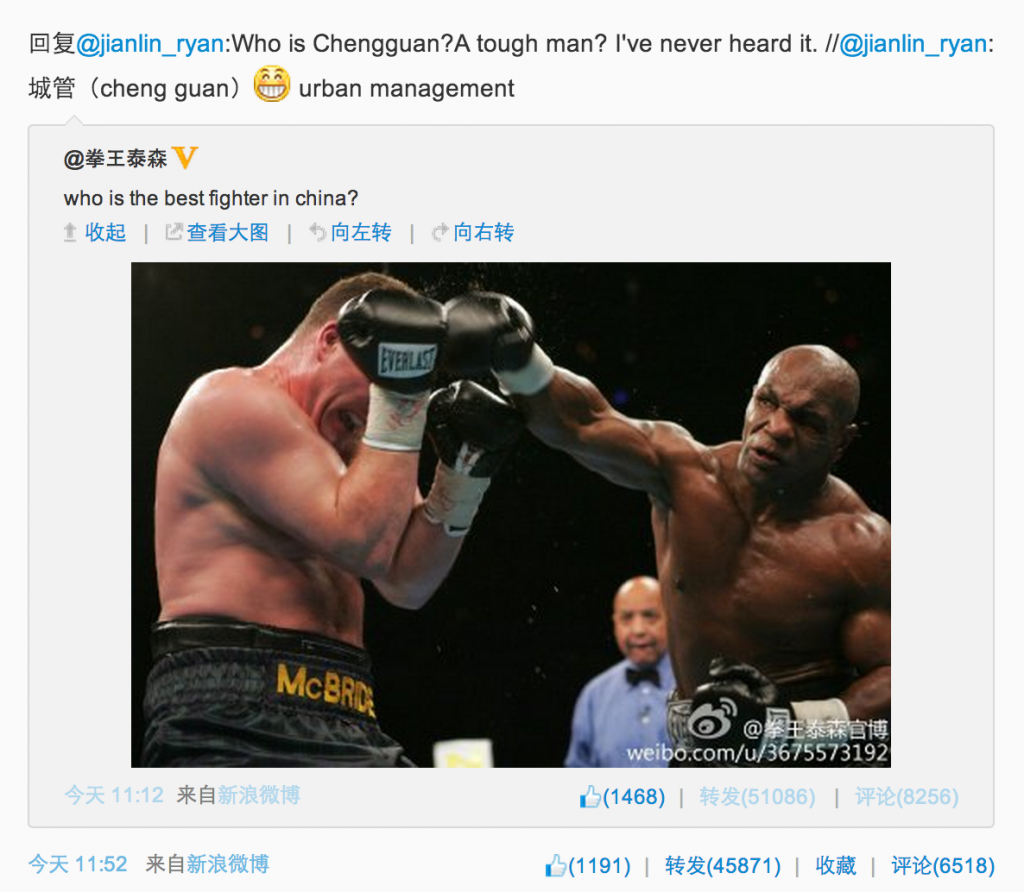 回复@jianlin_ryan:Who is Chengguan?A tough man? I've never heard it. //@jianlin_ryan:
城管（cheng guan） urban management
@拳王泰森 V
who is the best fighter in china?
收起 | 查看大图 | 向左转 | 向右转
EVERLAST
McBRIDE
@拳王泰森官博
weibo.com/u/3675573192
今天 11:12 来自新浪微博 (1468) | 转发(51086) | 评论(8256)
今天 11:52 来自新浪微博 (1191) | 转发(45871) | 收藏 | 评论(6518)